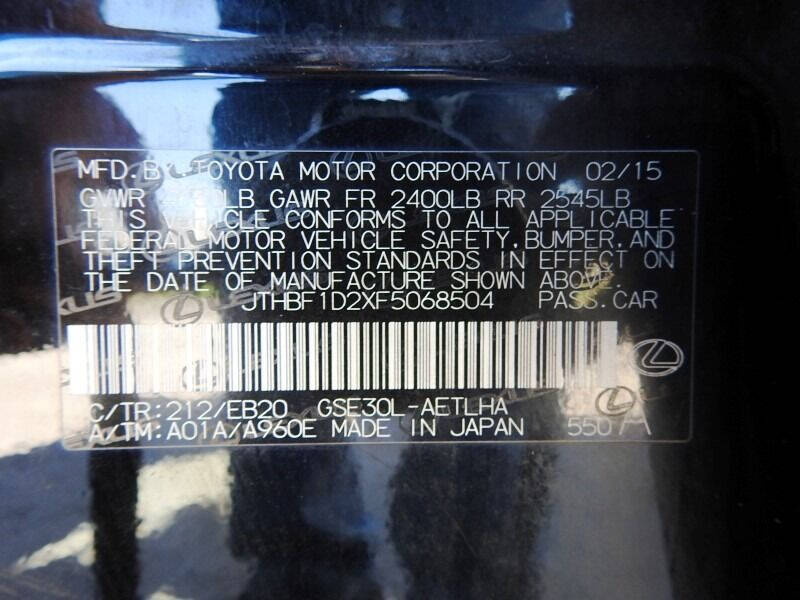 MFD.BY TOYOTA MOTOR CORPORATION 02/15
GVWR LB GAWR FR 2400LB RR 2545LB
THIS VEHICLE CONFORMS TO ALL APPLICABLE
FEDERAL MOTOR VEHICLE SAFETY,BUMPER,AND
THEFT PREVENTION STANDARDS IN EFFECT ON
THE DATE OF MANUFACTURE SHOWN ABOVE.
JTHBF1D2XF5068504 PASS.CAR
C/TR:212/EB20 GSE30L-AETLHA
A/TM:A01A/A960E MADE IN JAPAN 550A